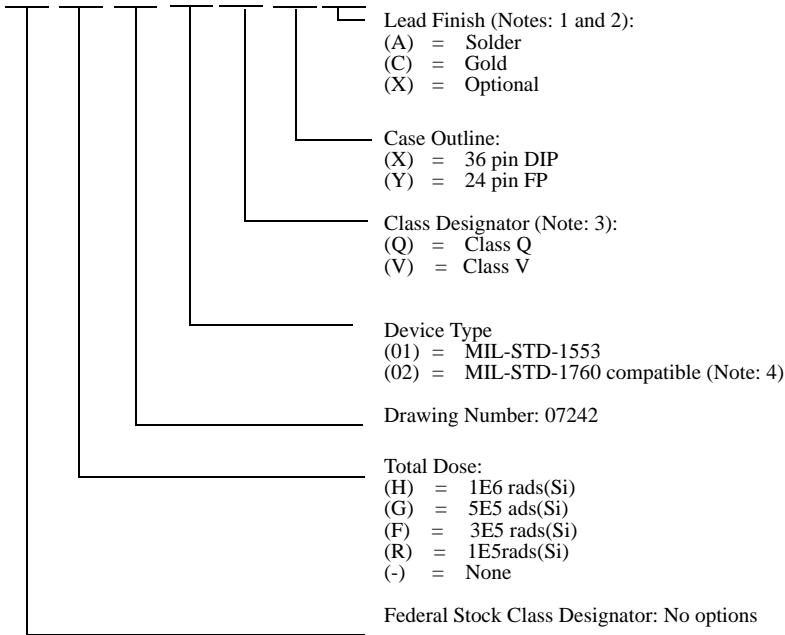 Lead Finish (Notes: 1 and 2):
(A) = Solder
(C) = Gold
(X) = Optional
Case Outline:
(X) = 36 pin DIP
(Y) = 24 pin FP
Class Designator (Note: 3):
(Q) = Class Q
(V) = Class V
Device Type
(01) = MIL-STD-1553
(02) = MIL-STD-1760 compatible (Note: 4)
Drawing Number: 07242
Total Dose:
(H) = 1E6 rads(Si)
(G) = 5E5 ads(Si)
(F) = 3E5 rads(Si)
(R) = 1E5rads(Si)
(-) = None
Federal Stock Class Designator: No options